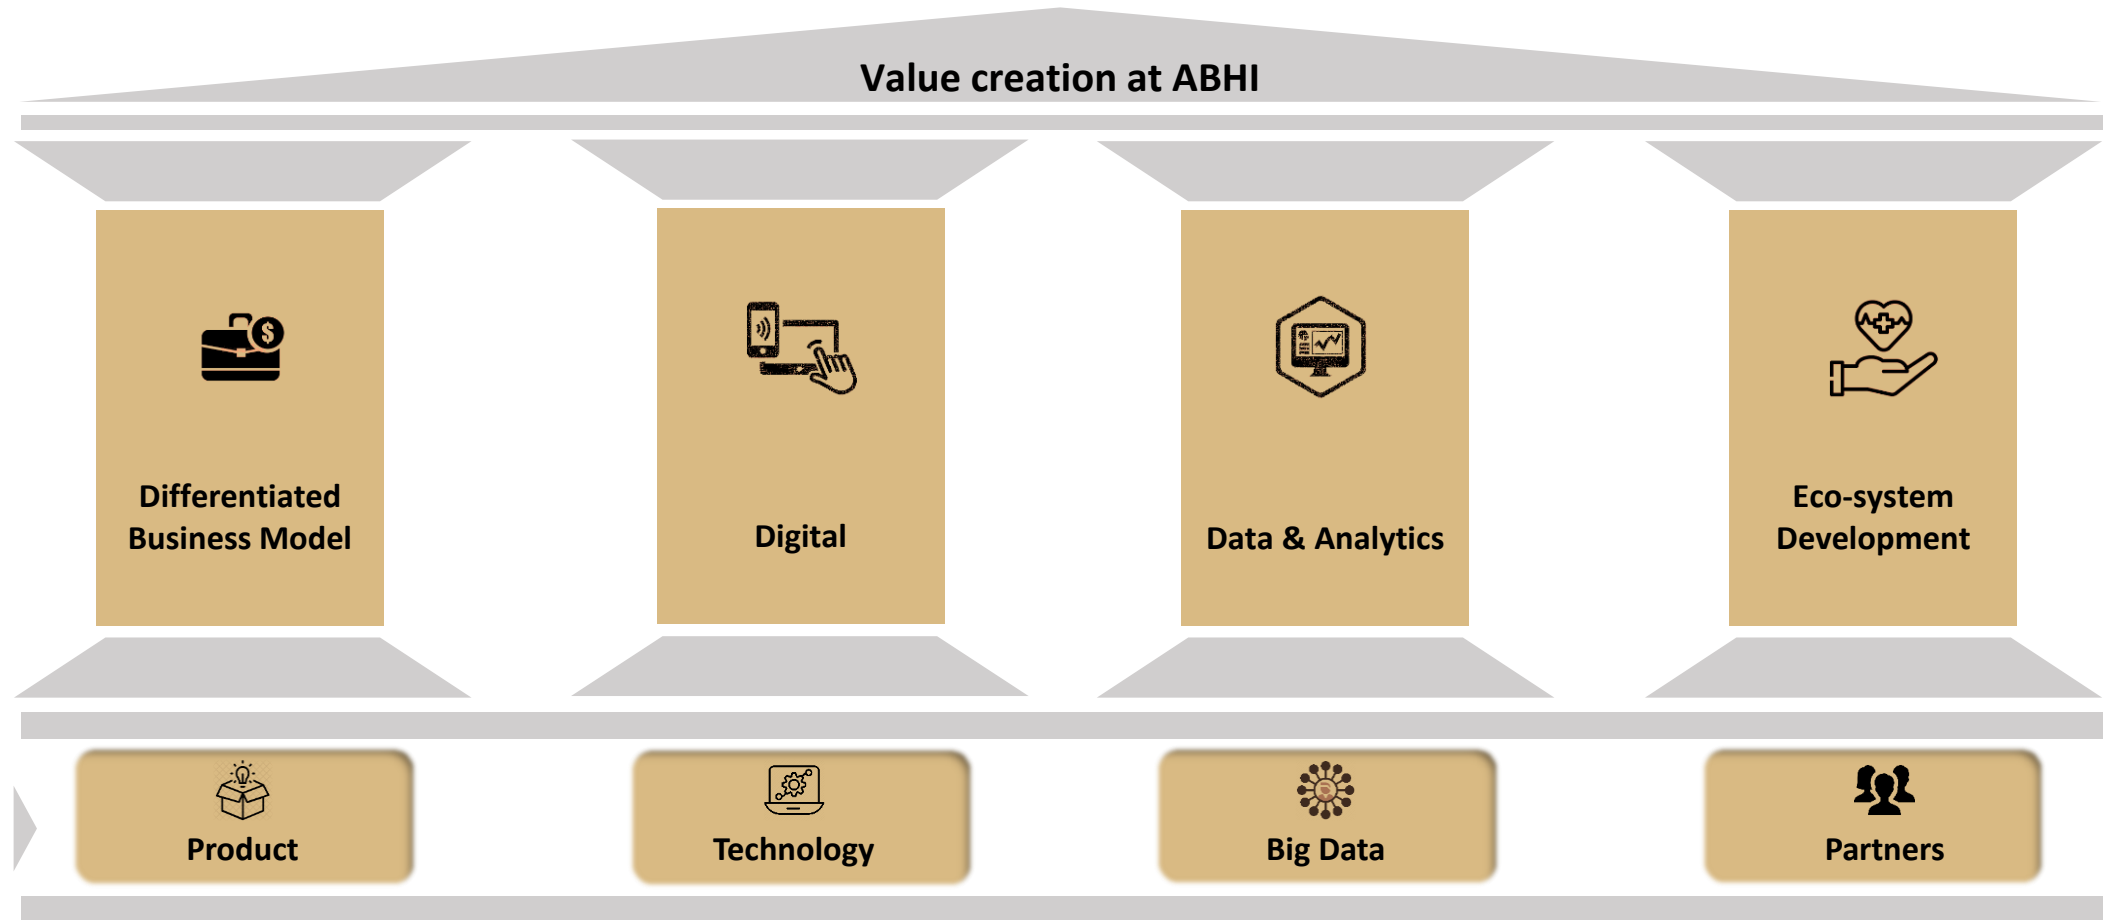 Value creation at ABHI
Differentiated
Business Model
Digital
Data & Analytics
Eco-system
Development
Product
Technology
Big Data
Partners